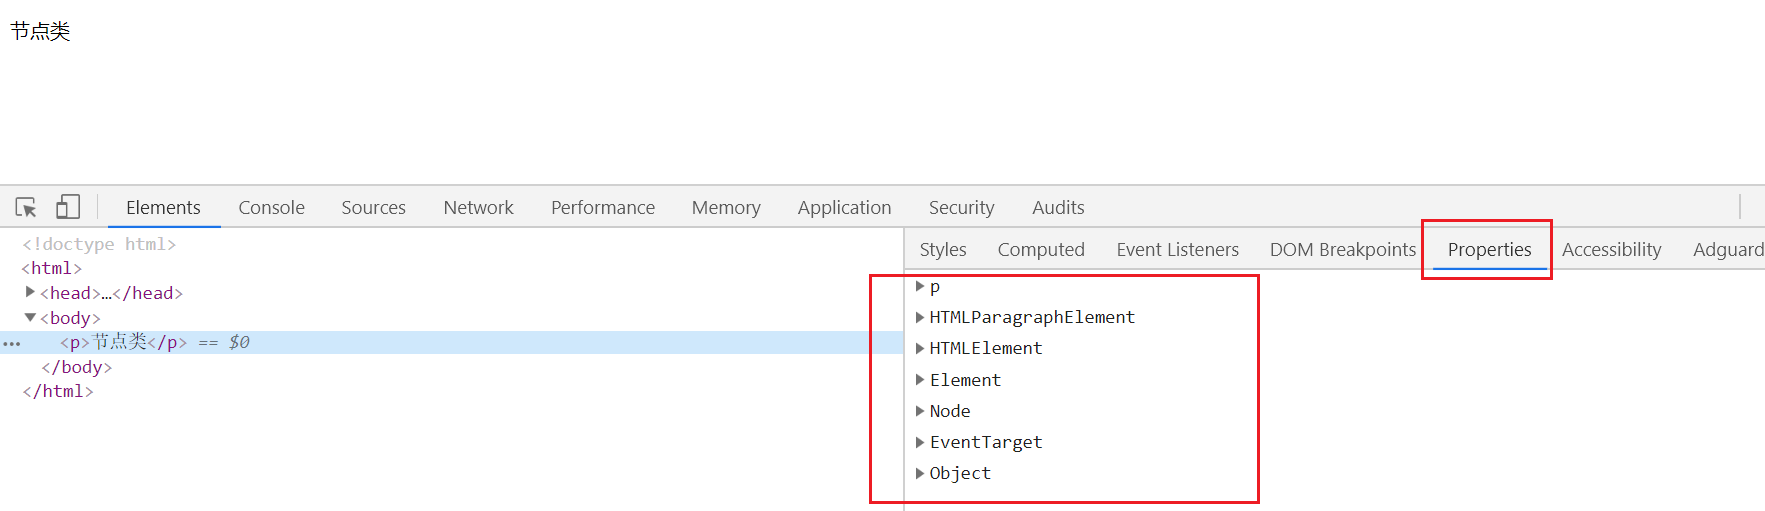 节点类
Elements Console Sources Network Performance Memory Application Security Audits
<!doctype html>
<html>
<head>…</head>
<body>
… <p>节点类</p> == $0
</body>
</html>
Styles Computed Event Listeners DOM Breakpoints Properties Accessibility Adguard
p
HTMLParagraphElement
HTMLElement
Element
Node
EventTarget
Object